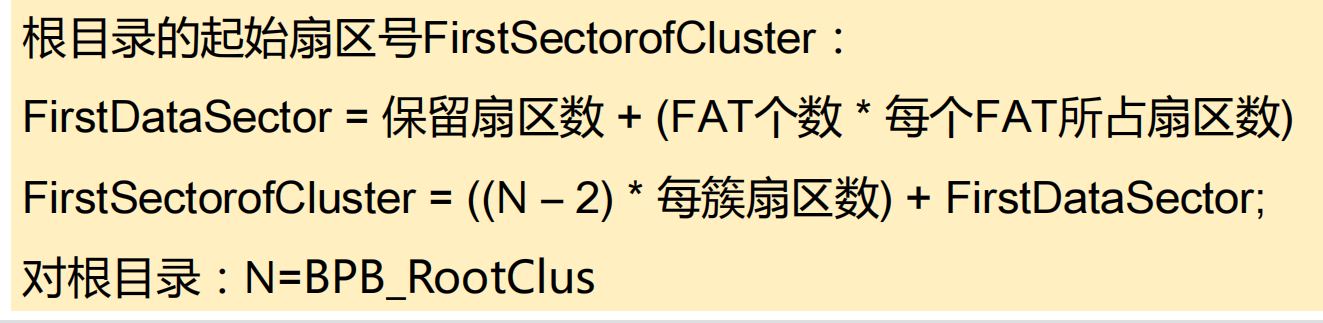 根目录的起始扇区号FirstSectorofCluster：
FirstDataSector = 保留扇区数 + (FAT个数 * 每个FAT所占扇区数)
FirstSectorofCluster = ((N – 2) * 每簇扇区数) + FirstDataSector;
对根目录：N=BPB_RootClus